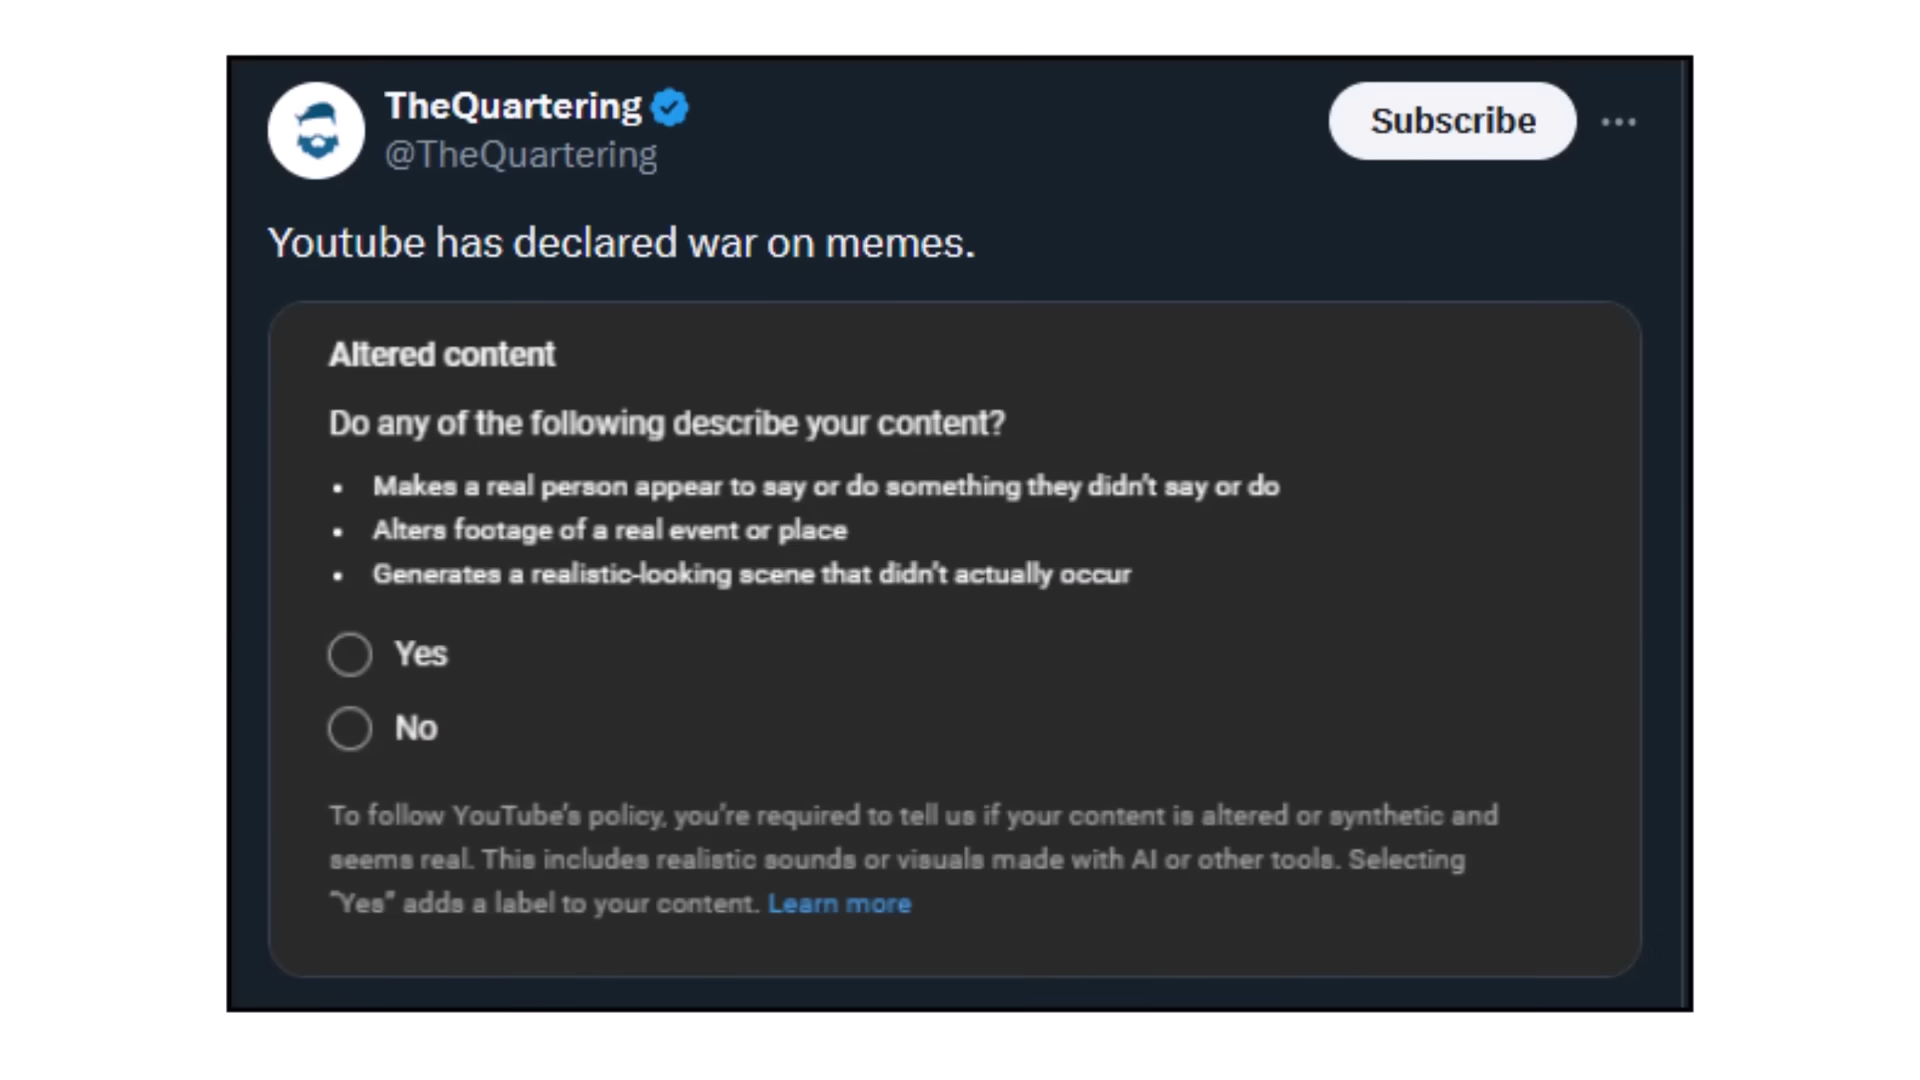 TheQuartering
Subscribe
@TheQuartering
Youtube has declared war on memes.
Altered content
Do any of the following describe your content?
• Makes a real person appear to say or do something they didn't say or do
• Alters footage of a real event or place
• Generates a realistic-looking scene that didn't actually occur
Yes
No
To follow YouTube's policy, you're required to tell us if your content is altered or synthetic and
seems real. This includes realistic sounds or visuals made with AI or other tools. Selecting
"Yes" adds a label to your content. Learn more